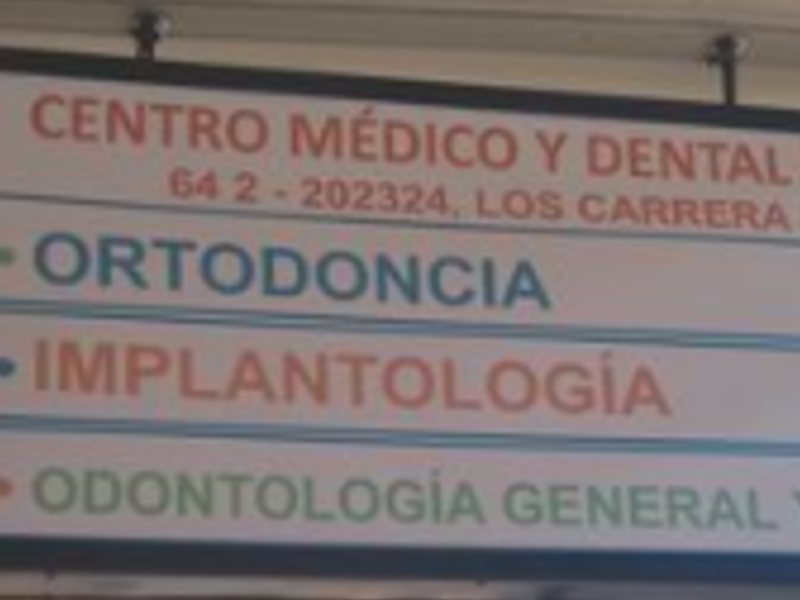 CENTRO MÉDICO Y DENTAL
64 2 - 202324, LOS CARRERA
• ORTODONCIA
• IMPLANTOLOGÍA
• ODONTOLOGÍA GENERAL Y